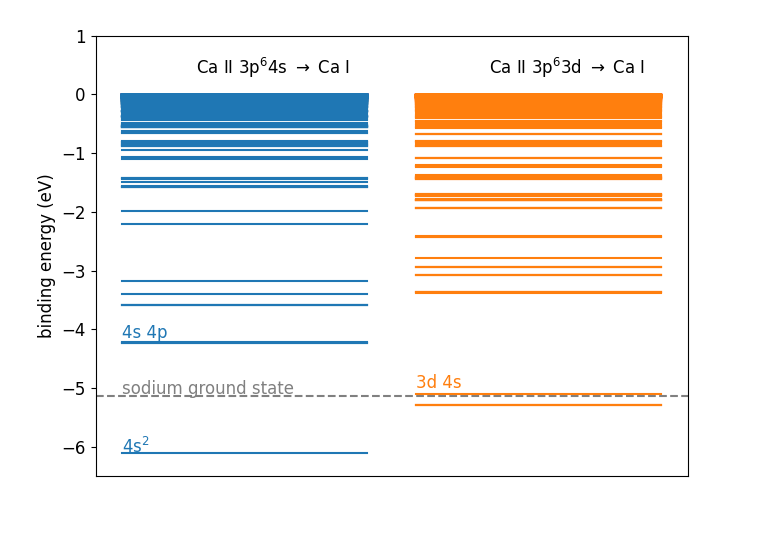 Ca II 3p⁶4s → Ca I
Ca II 3p⁶3d → Ca I
binding energy (eV)
1
0
−1
−2
−3
−4
−5
−6
4s 4p
sodium ground state
3d 4s
4s²